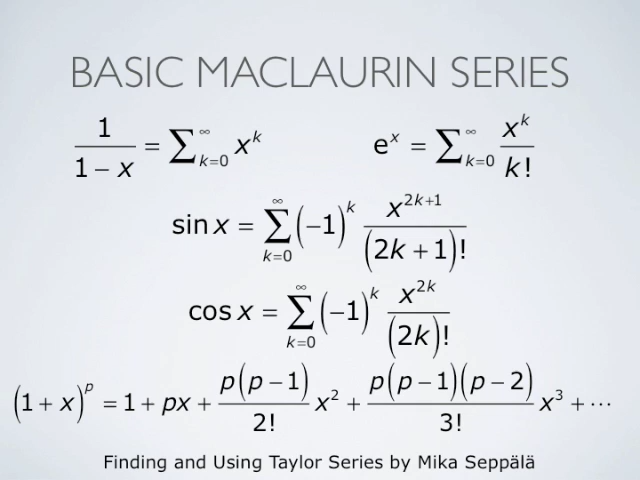 BASIC MACLAURIN SERIES
1/(1 − x) = ∑_{k=0}^{∞} x^k    e^x = ∑_{k=0}^{∞} x^k/k!
sin x = ∑_{k=0}^{∞} (−1)^k x^{2k+1}/(2k + 1)!
cos x = ∑_{k=0}^{∞} (−1)^k x^{2k}/(2k)!
(1 + x)^p = 1 + px + p(p − 1)/2! x^2 + p(p − 1)(p − 2)/3! x^3 + ⋯
Finding and Using Taylor Series by Mika Seppälä